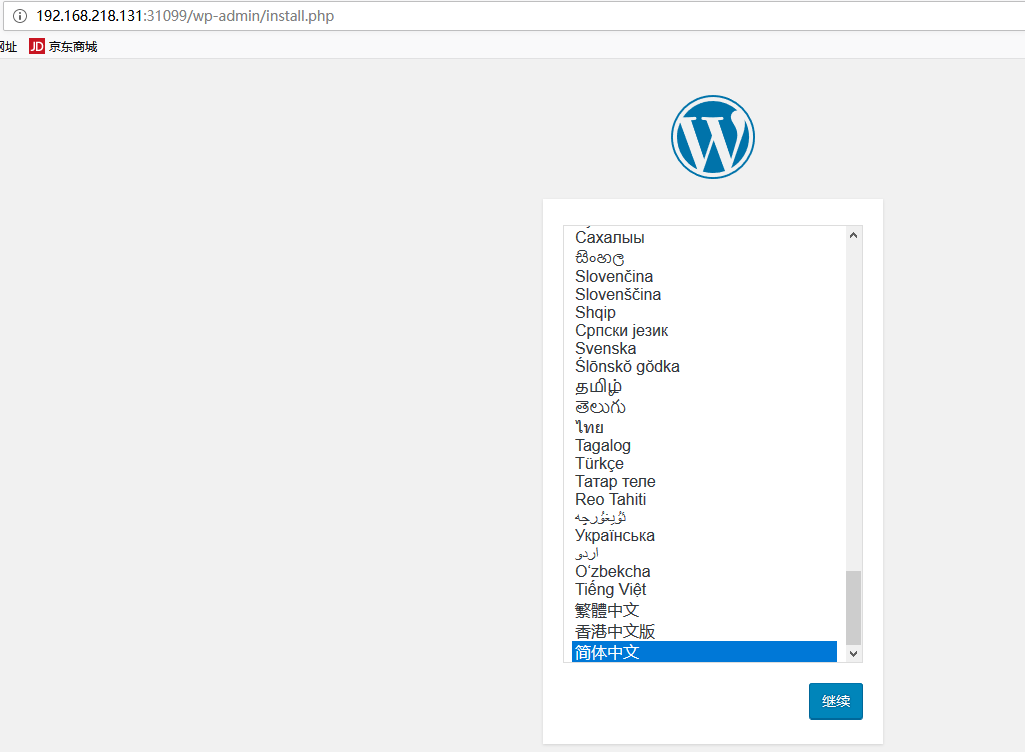 192.168.218.131:31099/wp-admin/install.php
网址 JD 京东商城
W
Сахалыы
සිංහල
Slovenčina
Slovenščina
Shqip
Српски језик
Svenska
Ślōnskŏ gŏdka
தமிழ்
తెలుగు
ไทย
Tagalog
Türkçe
Татар теле
Reo Tahiti
ئۇيغۇرچە
Українська
اردو
O‘zbekcha
Tiếng Việt
繁體中文
香港中文版
简体中文
继续